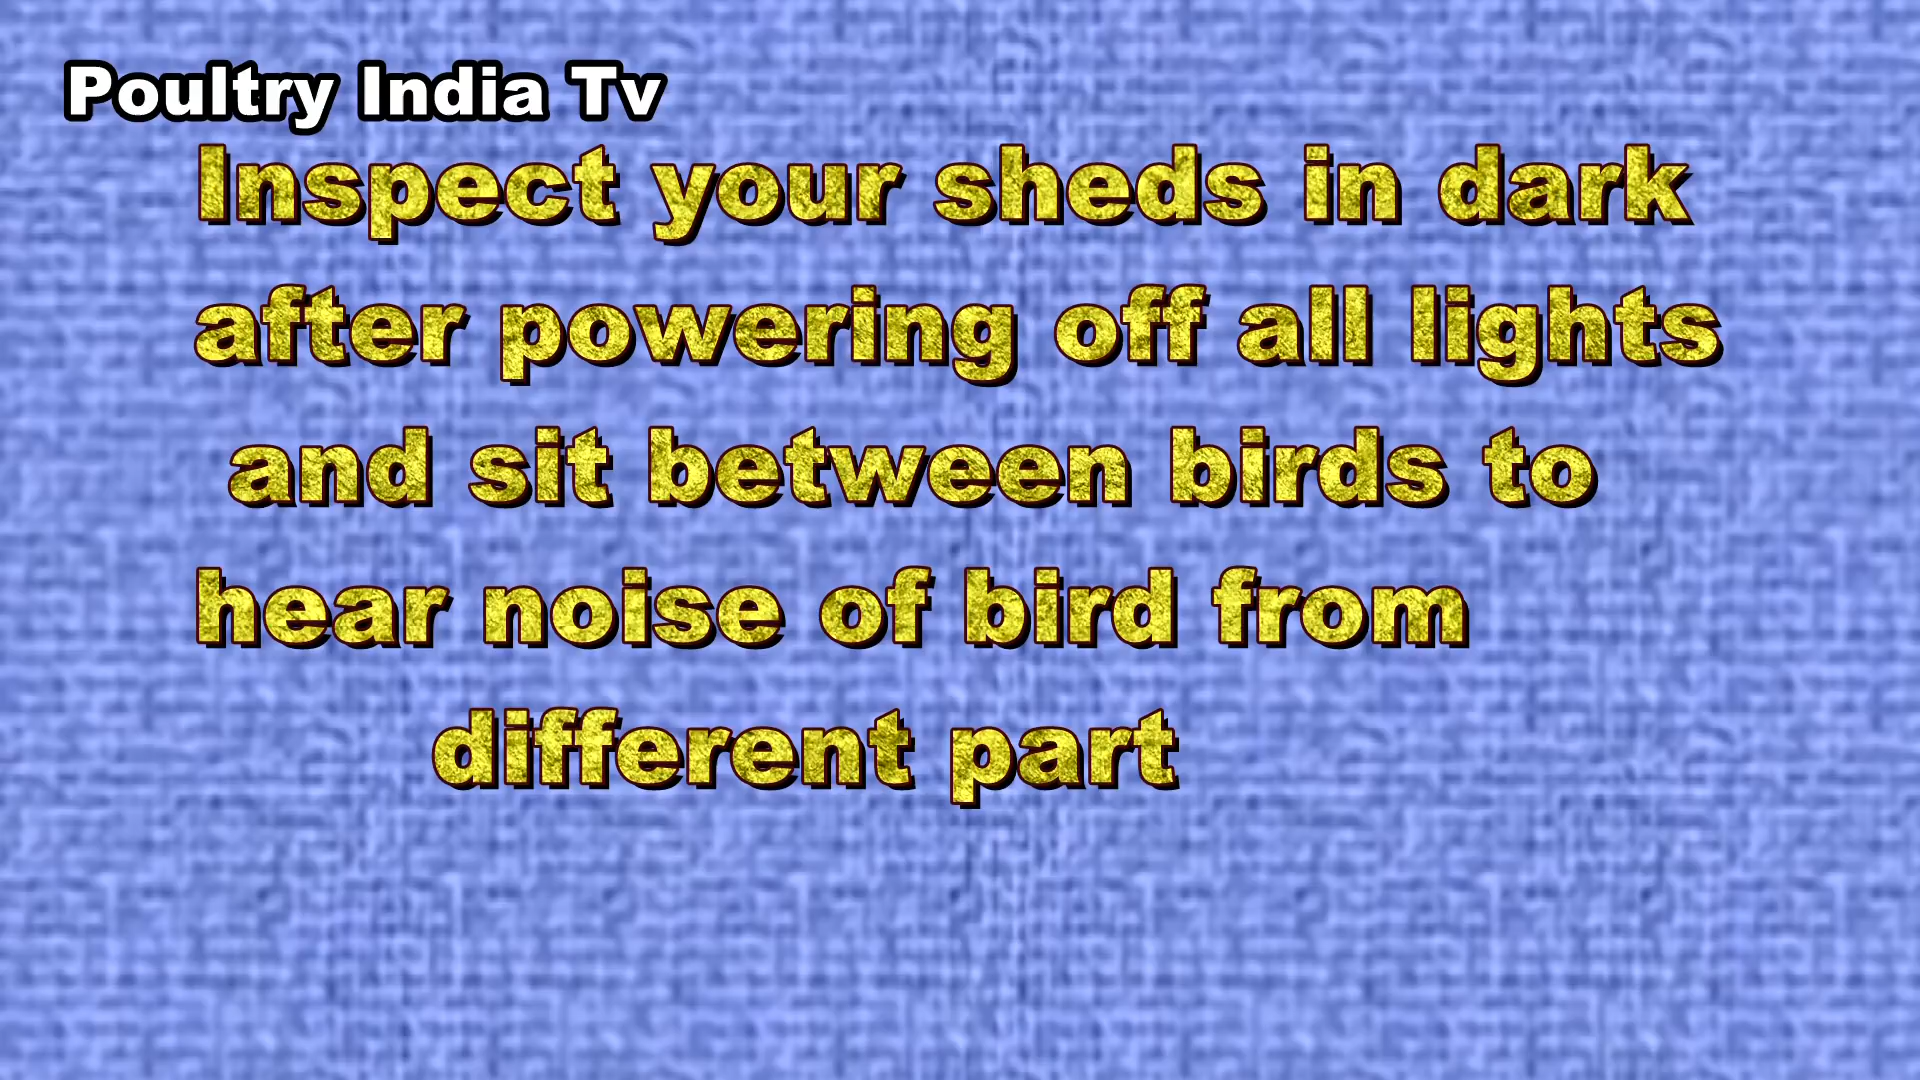 Poultry India Tv
Inspect your sheds in dark
after powering off all lights
and sit between birds to
hear noise of bird from
different part